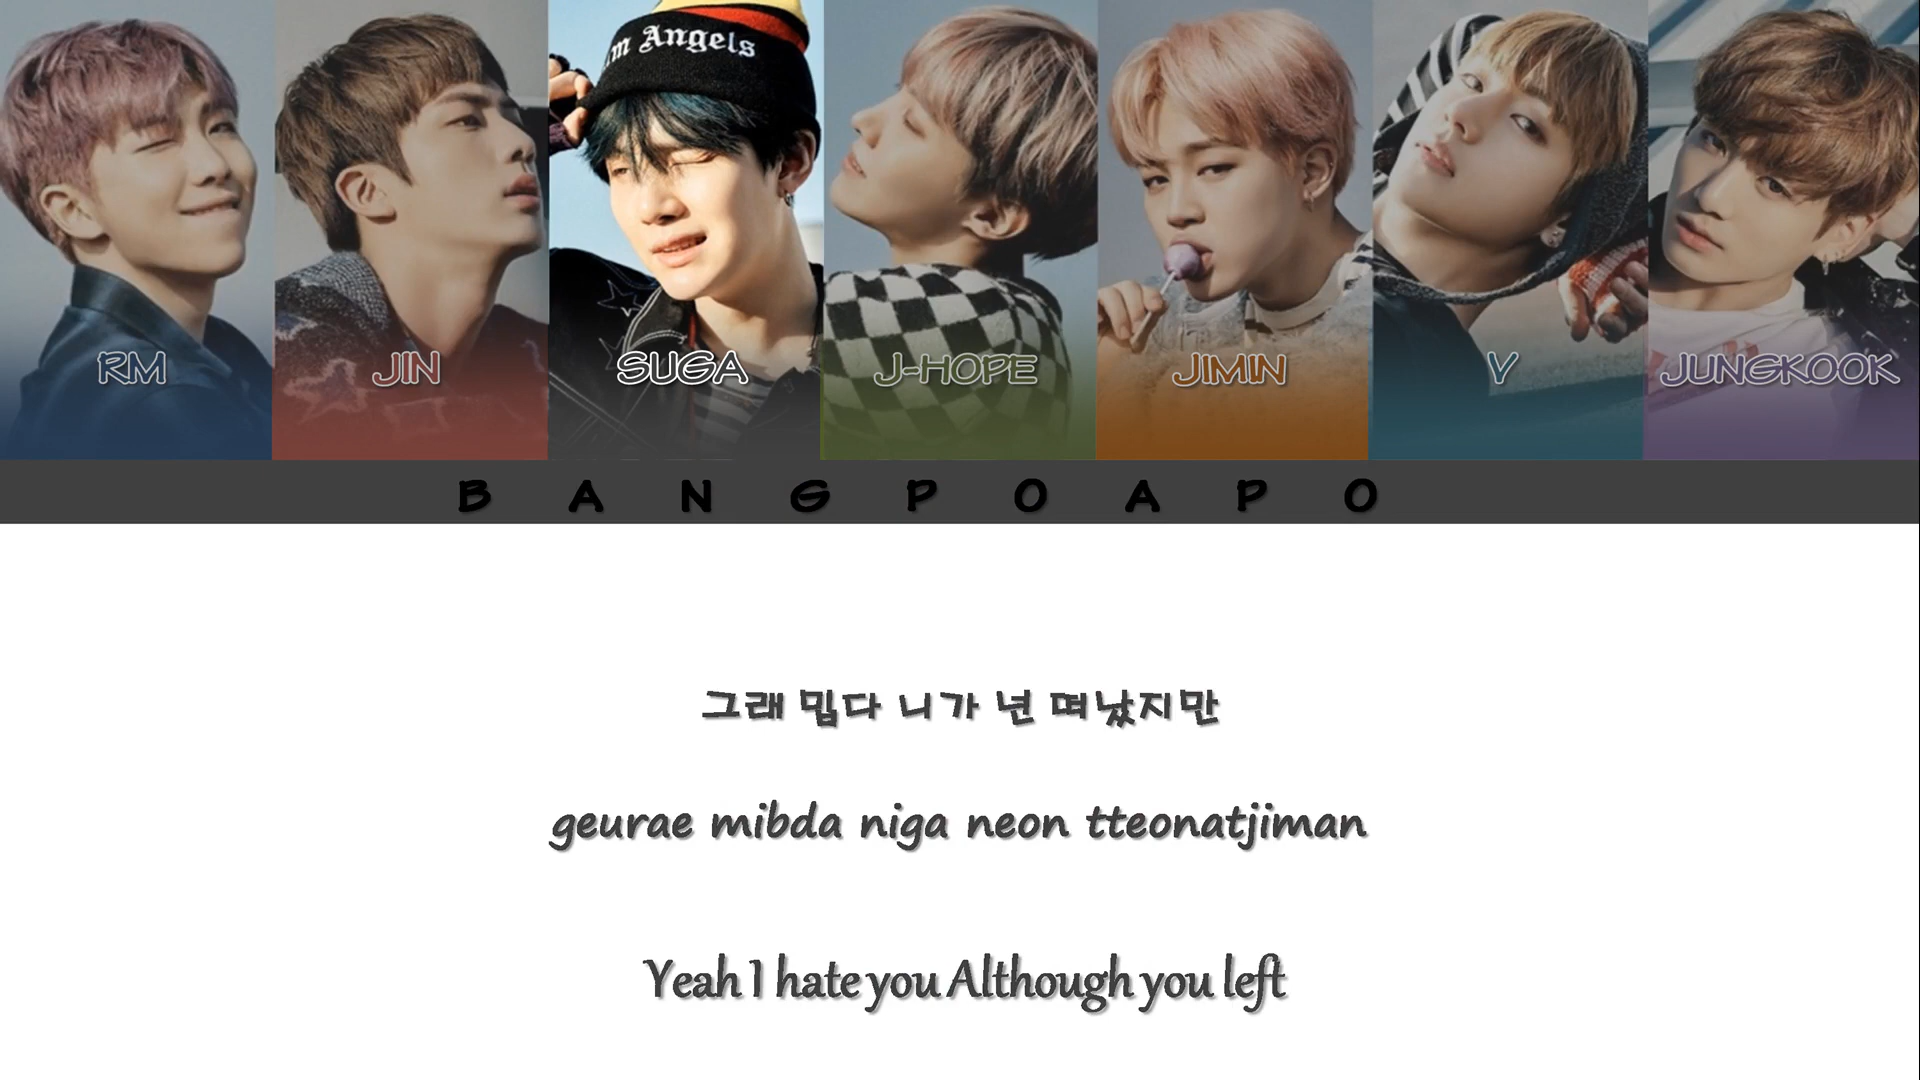 m Angels
RM JIN SUGA J-HOPE JIMIN V JUNGKOOK
B A N G P O A P O
그래 밉다 니가 넌 떠났지만
geurae mibda niga neon tteonatjiman
Yeah I hate you Although you left